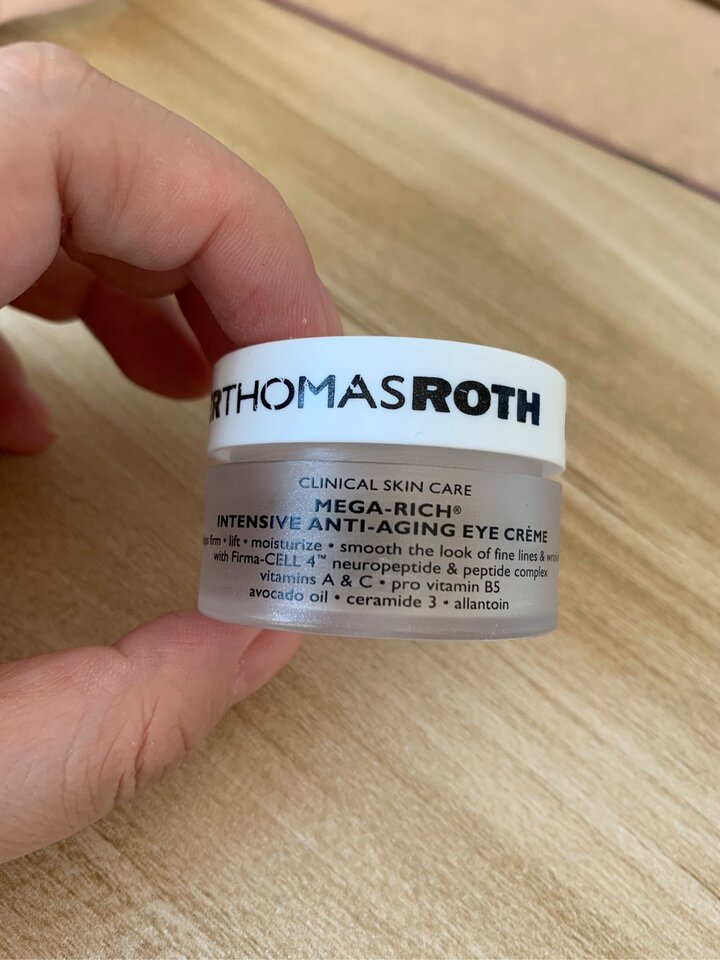 RTHOMASROTH
CLINICAL SKIN CARE
MEGA-RICH®
INTENSIVE ANTI-AGING EYE CRÈME
firm • lift • moisturize • smooth the look of fine lines &
with Firma-CELL 4™ neuropeptide & peptide complex
vitamins A & C • pro vitamin B5
avocado oil • ceramide 3 • allantoin